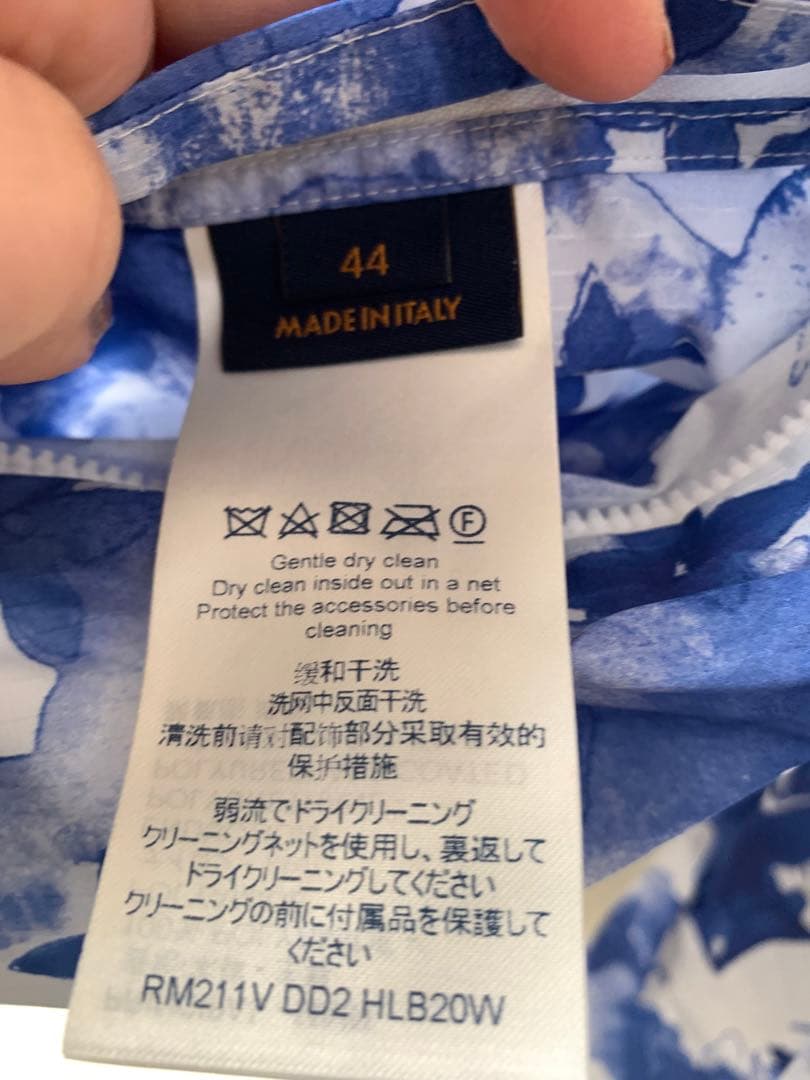 44
MADE IN ITALY
F
Gentle dry clean
Dry clean inside out in a net
Protect the accessories before
cleaning
缓和干洗
洗网中反面干洗
清洗前请对配饰部分采取有效的
保护措施
弱流でドライクリーニング
クリーニングネットを使用し、裏返して
ドライクリーニングしてください
クリーニングの前に付属品を保護して
ください
RM211V DD2 HLB20W